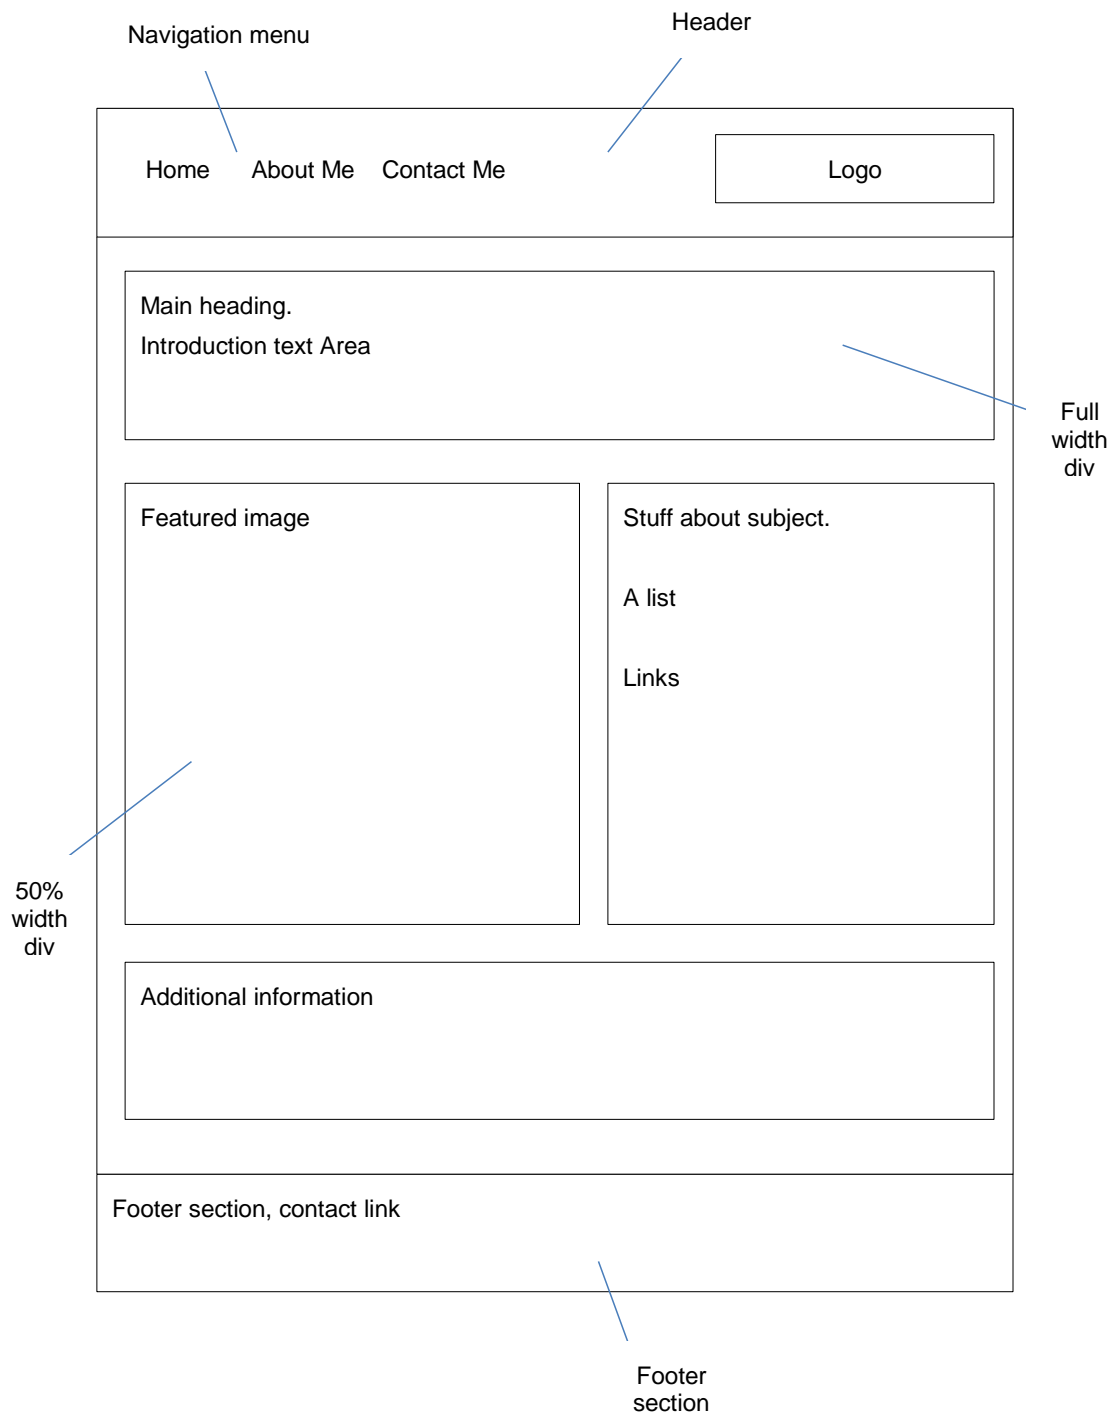 Navigation menu
Header
Home About Me Contact Me
Logo
Main heading.
Introduction text Area
Full
width
div
Featured image
Stuff about subject.
A list
Links
50%
width
div
Additional information
Footer section, contact link
Footer
section